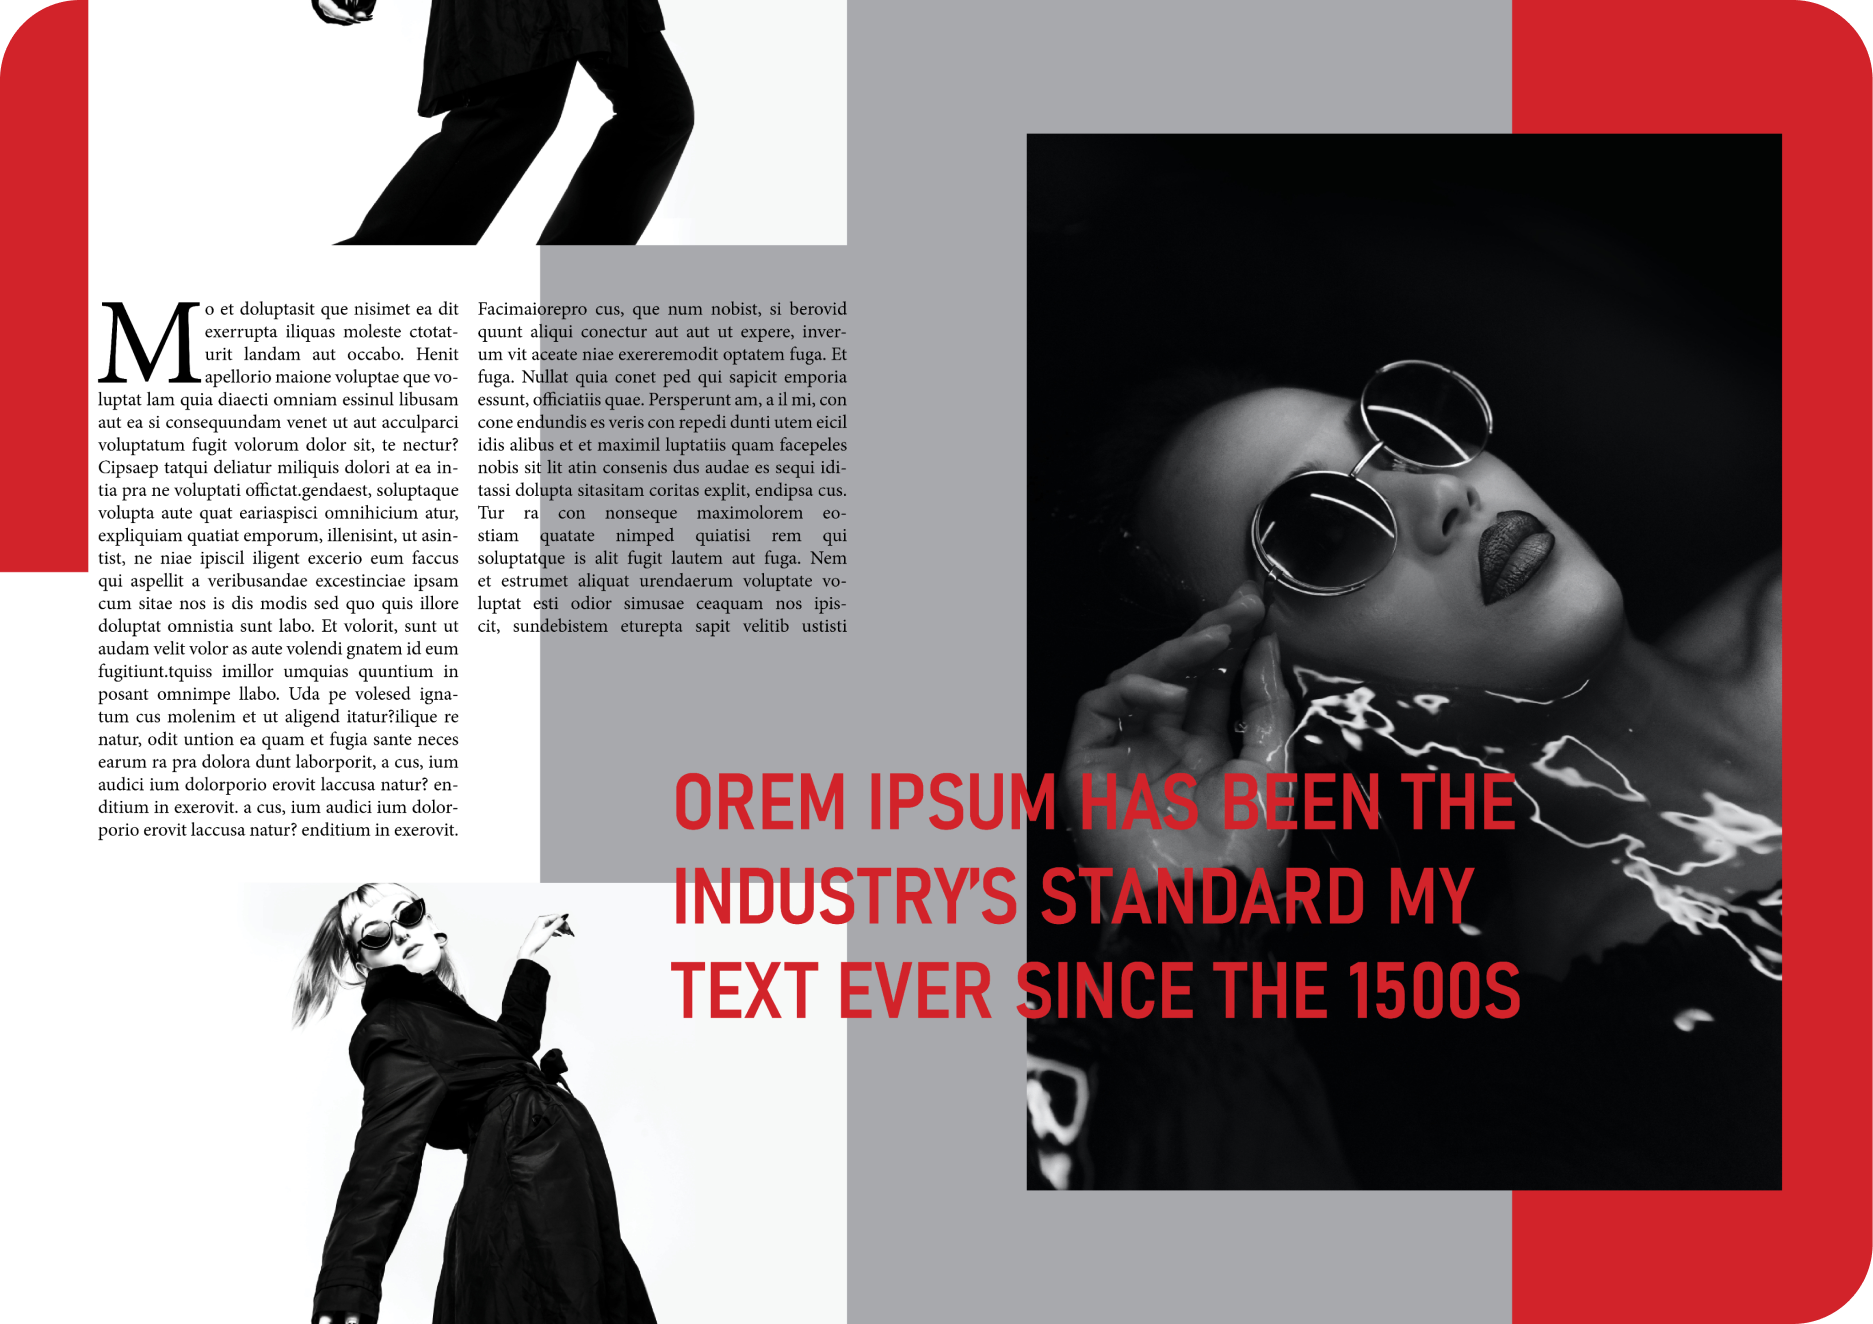 Mo et doluptasit que nisimet ea dit
exerrupta iliquas moleste ctotat-
urit landam aut occabo. Henit
apellorio maione voluptae que vo-
luptat lam quia diaecti omniam essinul libusam
aut ea si consequundam venet ut aut acculparci
voluptatum fugit volorum dolor sit, te nectur?
Cipsaep tatqui deliatur miliquis dolori at ea in-
tia pra ne voluptati offictat.gendaest, soluptaque
volupta aute quat eariaspisci omnihicium atur,
expliquiam quatiat emporum, illenisint, ut asin-
tist, ne niae ipiscil iligent excerio eum faccus
qui aspellit a veribusandae excestinciae ipsam
cum sitae nos is dis modis sed quo quis illore
doluptat omnistia sunt labo. Et volorit, sunt ut
audam velit volor as aute volendi gnatem id eum
fugitiunt.tquiss imillor umquias quuntium in
posant omnimpe llabo. Uda pe volesed igna-
tum cus molenim et ut aligend itatur?ilique re
natur, odit untion ea quam et fugia sante neces
earum ra pra dolora dunt laborporit, a cus, ium
audici ium dolorporio erovit laccusa natur? en-
ditium in exerovit. a cus, ium audici ium dolor-
porio erovit laccusa natur? enditium in exerovit.
Facimaiorepro cus, que num nobist, si berovid
quunt aliqui conectur aut aut ut expere, inver-
um vit aceate niae exereremodit optatem fuga. Et
fuga. Nullat quia conet ped qui sapicit emporia
essunt, officiatiis quae. Persperunt am, a il mi, con
cone endundis es veris con repedi dunti utem eicil
idis alibus et et maximil luptatiis quam facepeles
nobis sit lit atin consenis dus audae es sequi idi-
tassi dolupta sitasitam coritas explit, endipsa cus.
Tur ra con nonseque maximolorem eo-
stiam quatate nimped quiatisi rem qui
soluptatque is alit fugit lautem aut fuga. Nem
et estrumet aliquat urendaerum voluptate vo-
luptat esti odior simusae ceaquam nos ipis-
cit, sundebistem eturepta sapit velitib ustisti
OREM IPSUM HAS BEEN THE
INDUSTRY'S STANDARD MY
TEXT EVER SINCE THE 1500S